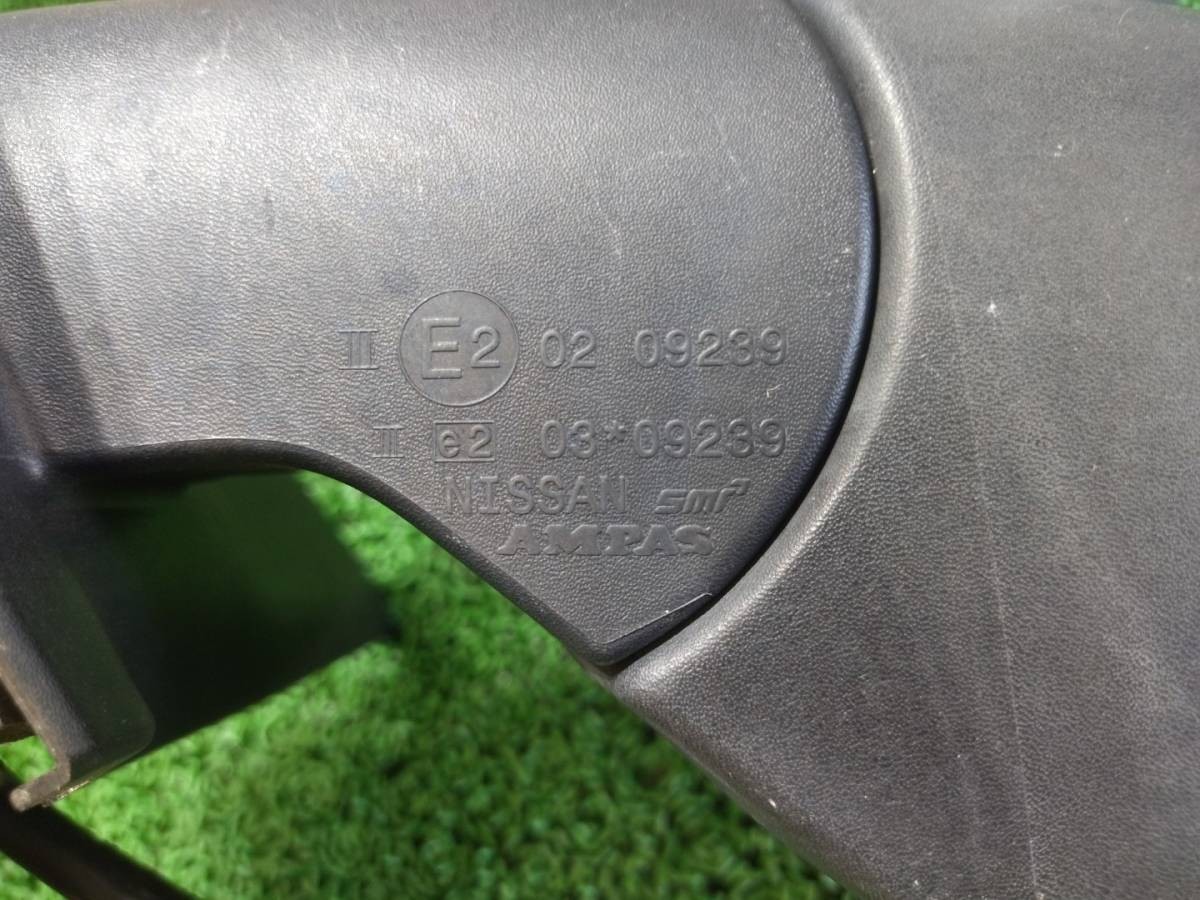 II E2 02 09239
II e2 03*09239
NISSAN smr
AMPAS